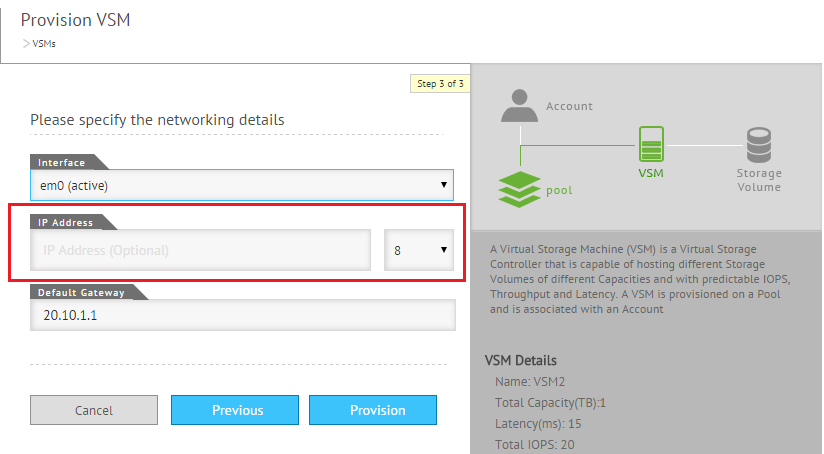 Provision VSM
VSMs
Step 3 of 3
Please specify the networking details
Interface
em0 (active)
IP Address
IP Address (Optional)
8
Default Gateway
20.10.1.1
Cancel
Previous
Provision
Account
VSM
Storage
Volume
pool
A Virtual Storage Machine (VSM) is a Virtual Storage
Controller that is capable of hosting different Storage
Volumes of different Capacities and with predictable IOPS,
Throughput and Latency. A VSM is provisioned on a Pool
and is associated with an Account
VSM Details
Name: VSM2
Total Capacity(TB):1
Latency(ms): 15
Total IOPS: 20